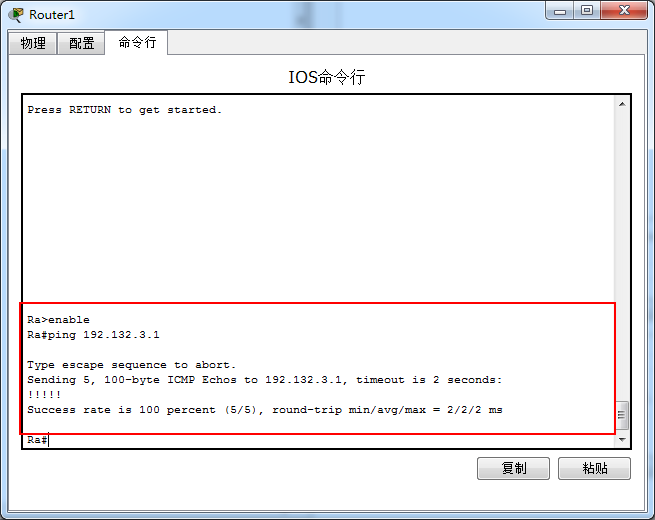 Router1
物理 配置 命令行
IOS命令行
Press RETURN to get started.
Ra>enable
Ra#ping 192.132.3.1
Type escape sequence to abort.
Sending 5, 100-byte ICMP Echos to 192.132.3.1, timeout is 2 seconds:
!!!!!
Success rate is 100 percent (5/5), round-trip min/avg/max = 2/2/2 ms
Ra#
复制 粘贴